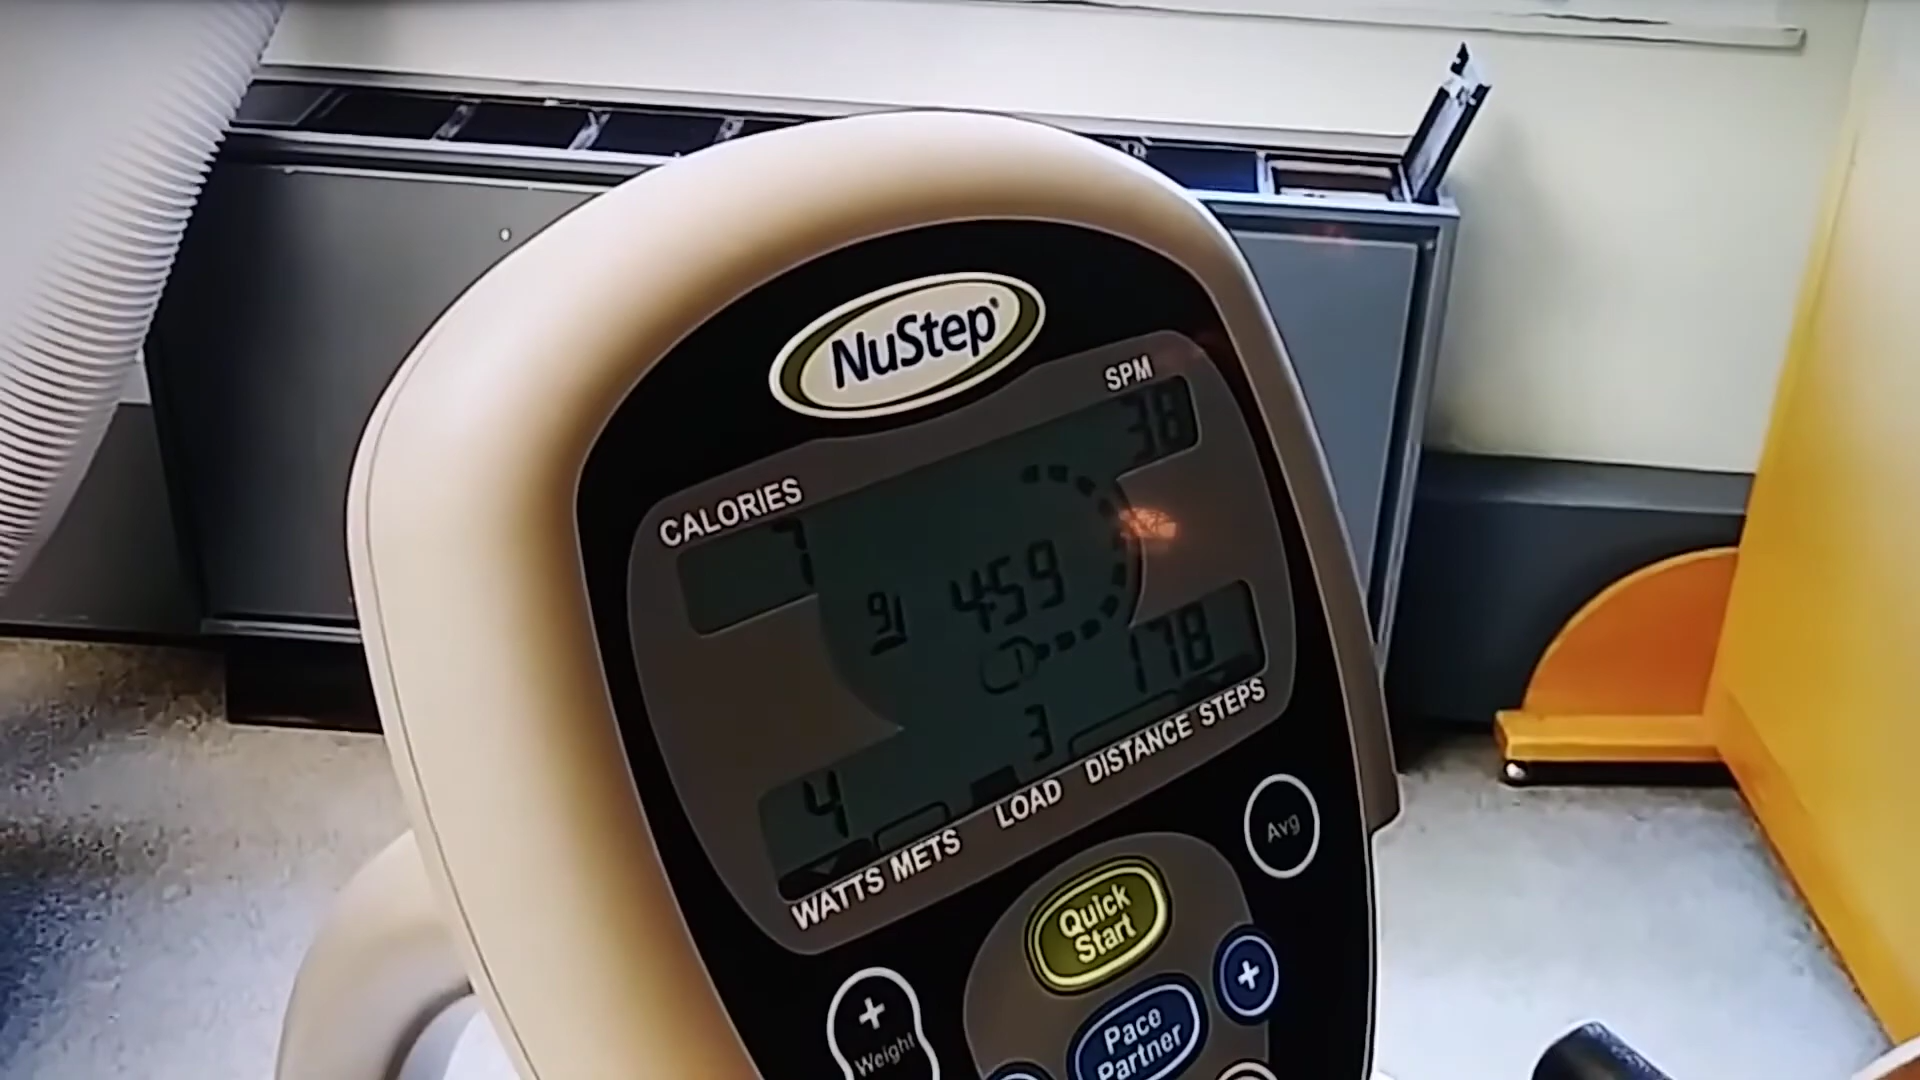 NuStep
SPM
38
CALORIES
7
4:59
178
3
4
WATTS METS LOAD DISTANCE STEPS
Avg
Quick
Start
+
+
Weight
Pace
Partner